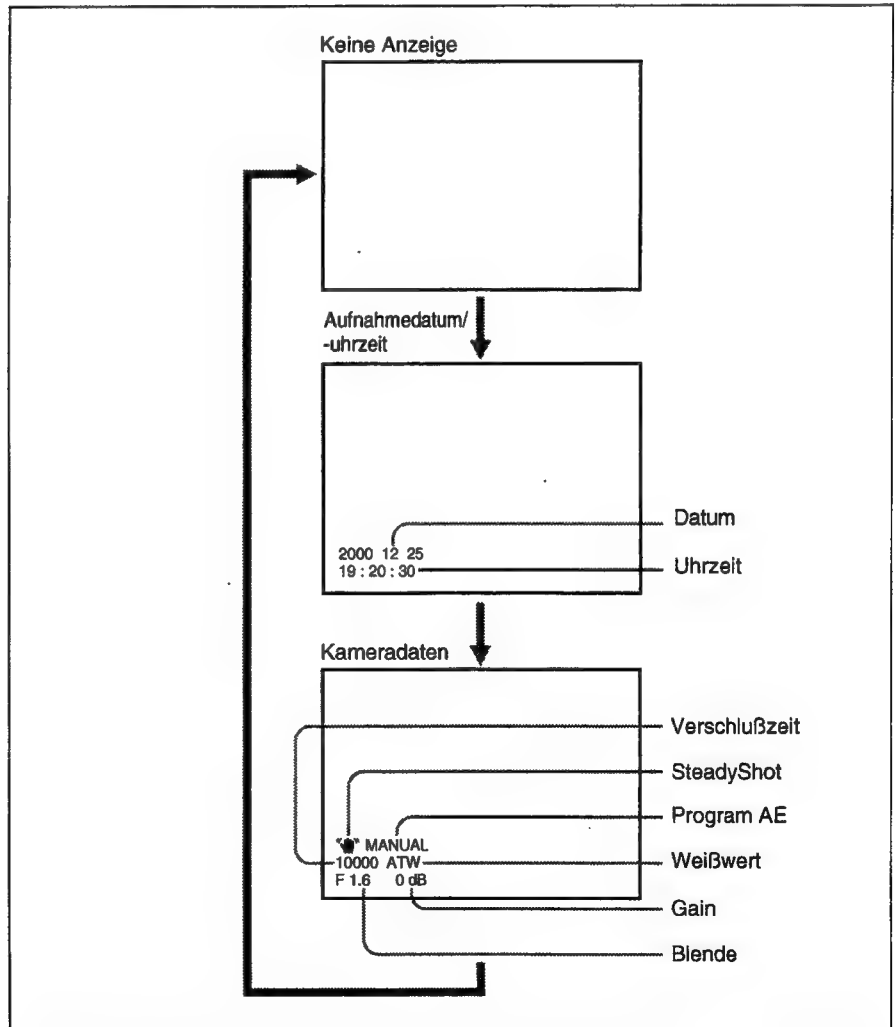 Keine Anzeige
Aufnahmedatum/
-uhrzeit
2000 12 25
19 : 20 : 30
Datum
Uhrzeit
Kameradaten
MANUAL
10000 ATW
F 1.6 0 dB
Verschlußzeit
SteadyShot
Program AE
Weißwert
Gain
Blende